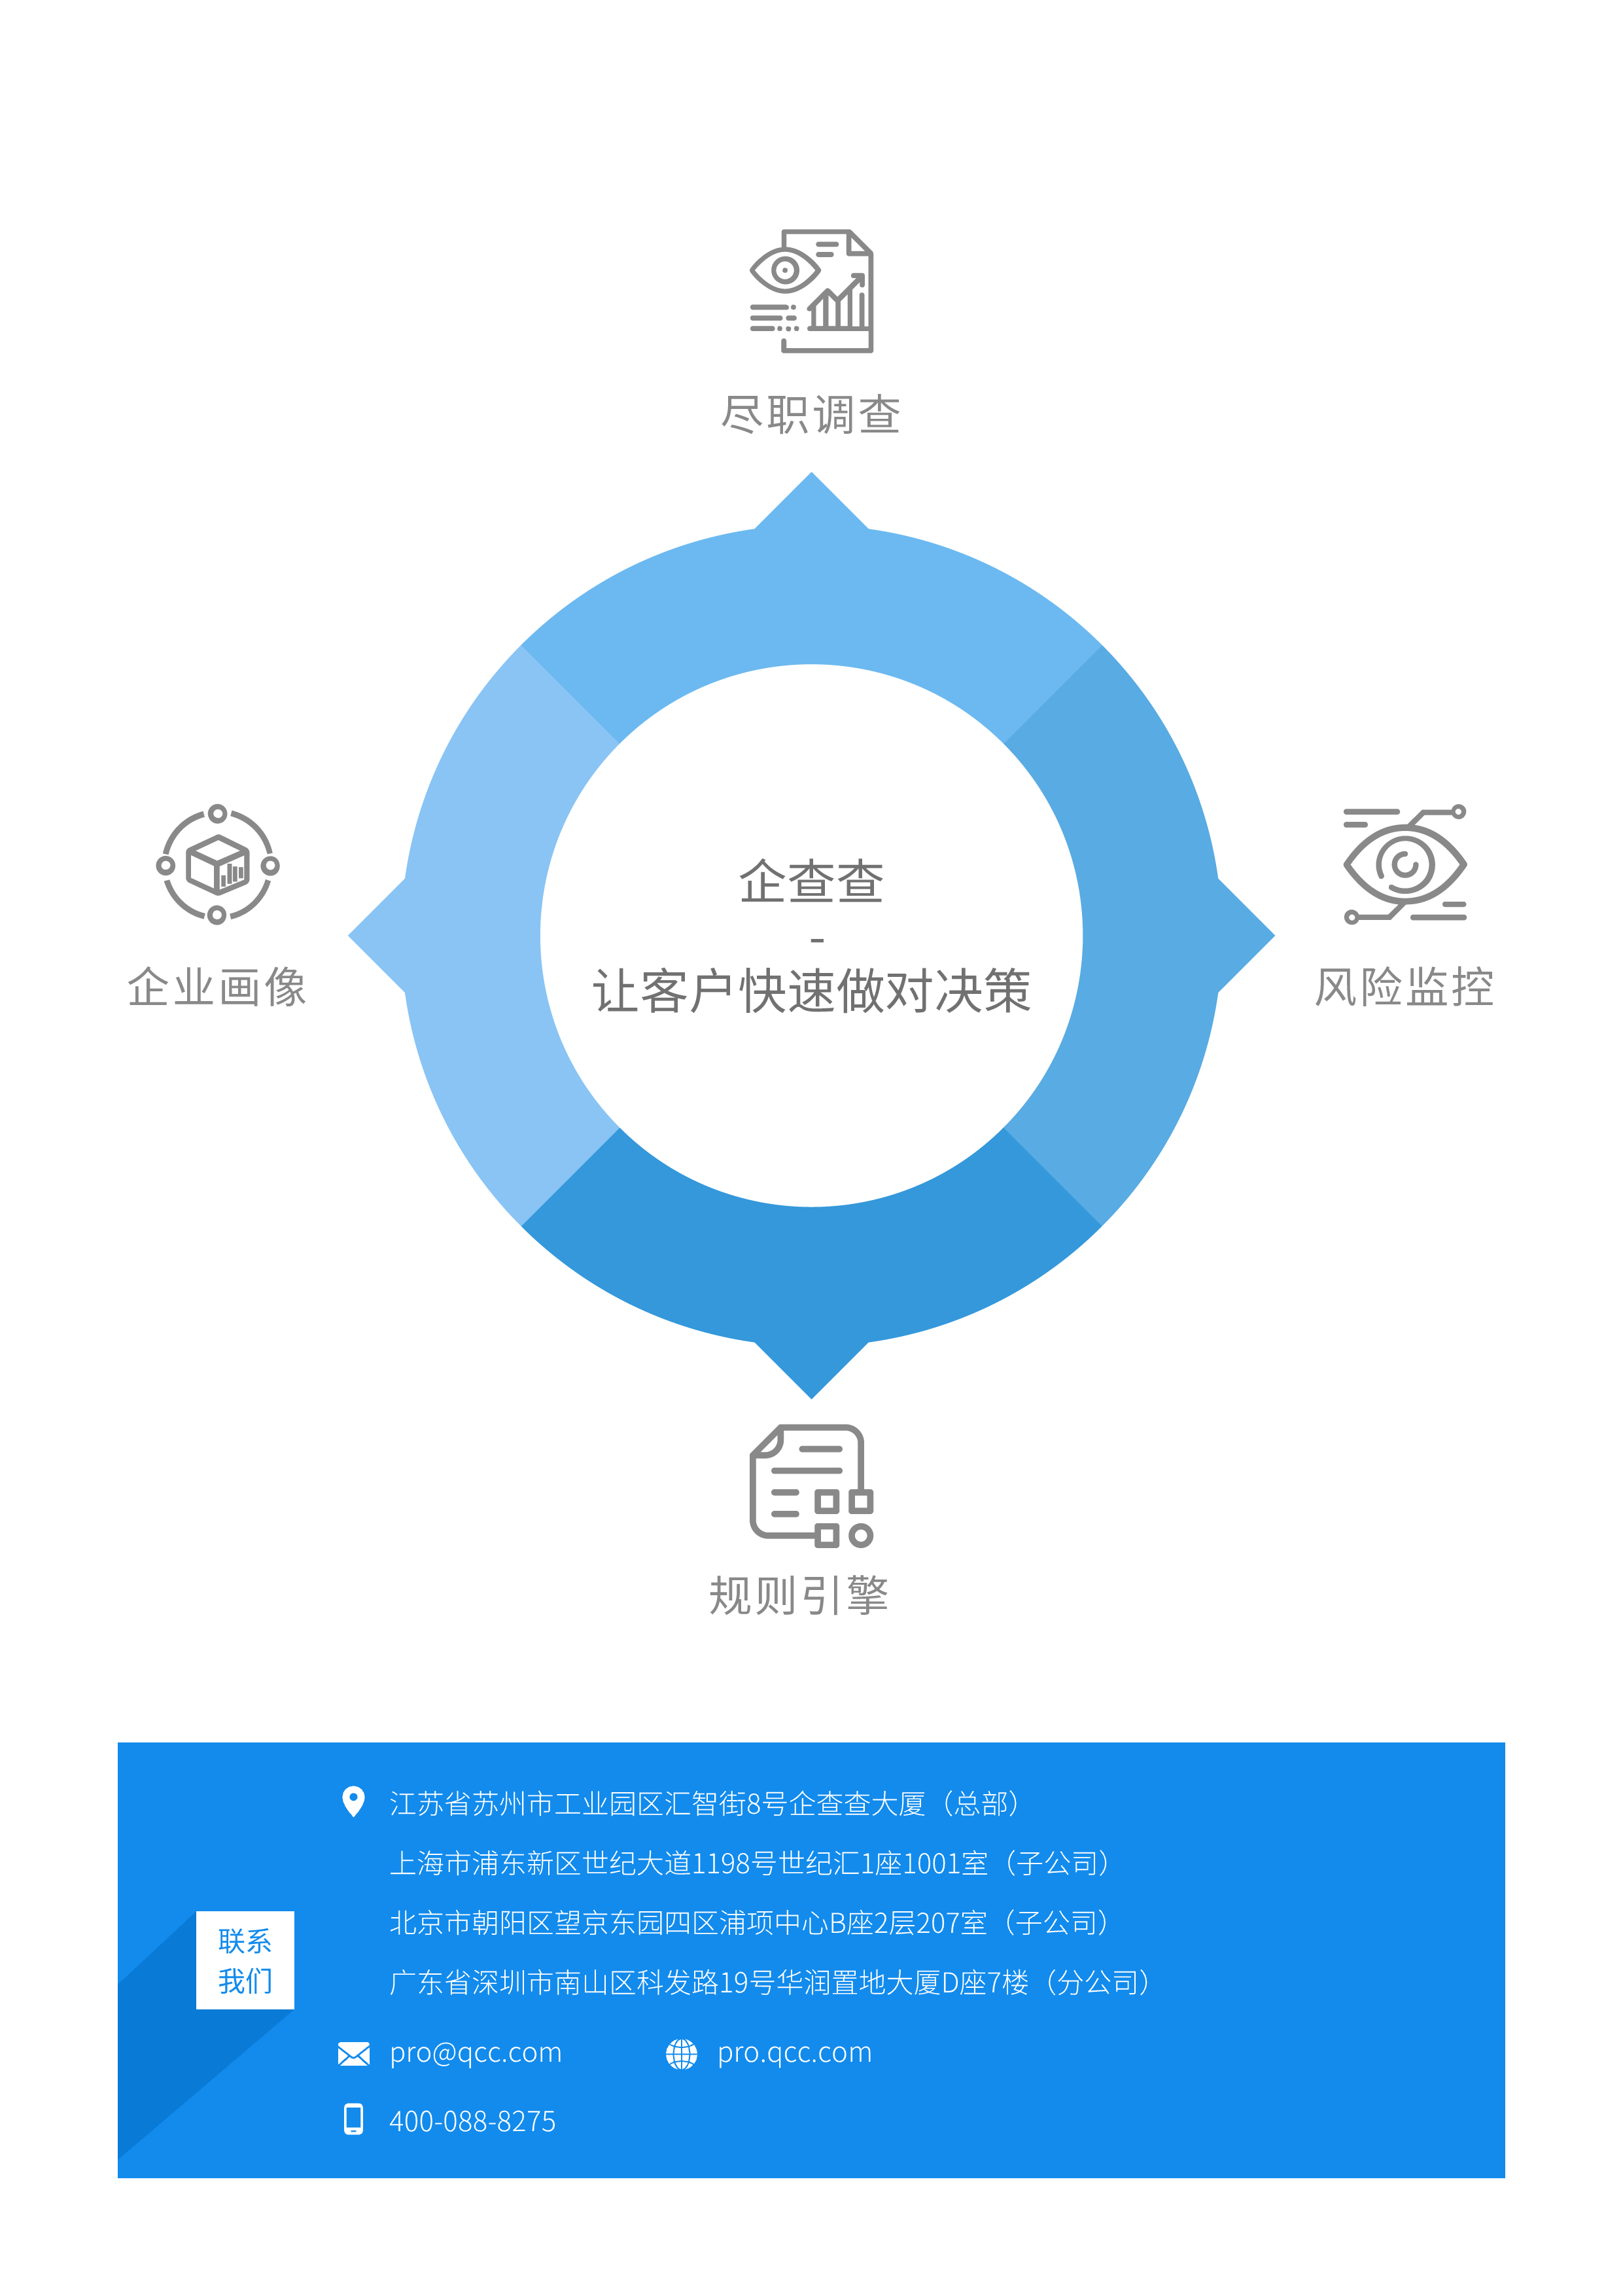 尽职调查
企业画像
企查查
-
让客户快速做对决策
风险监控
规则引擎
联系
我们
江苏省苏州市工业园区汇智街8号企查查大厦（总部）
上海市浦东新区世纪大道1198号世纪汇1座1001室（子公司）
北京市朝阳区望京东园四区浦项中心B座2层207室（子公司）
广东省深圳市南山区科发路19号华润置地大厦D座7楼（分公司）
pro@qcc.com
pro.qcc.com
400-088-8275